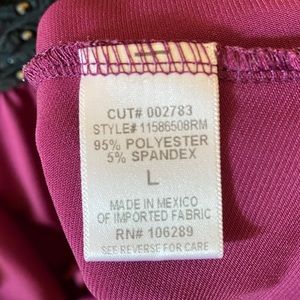 CUT# 002783
STYLE# 11586508RM
95% POLYESTER
5% SPANDEX
L
MADE IN MEXICO
OF IMPORTED FABRIC
RN# 106289
SEE REVERSE FOR CARE